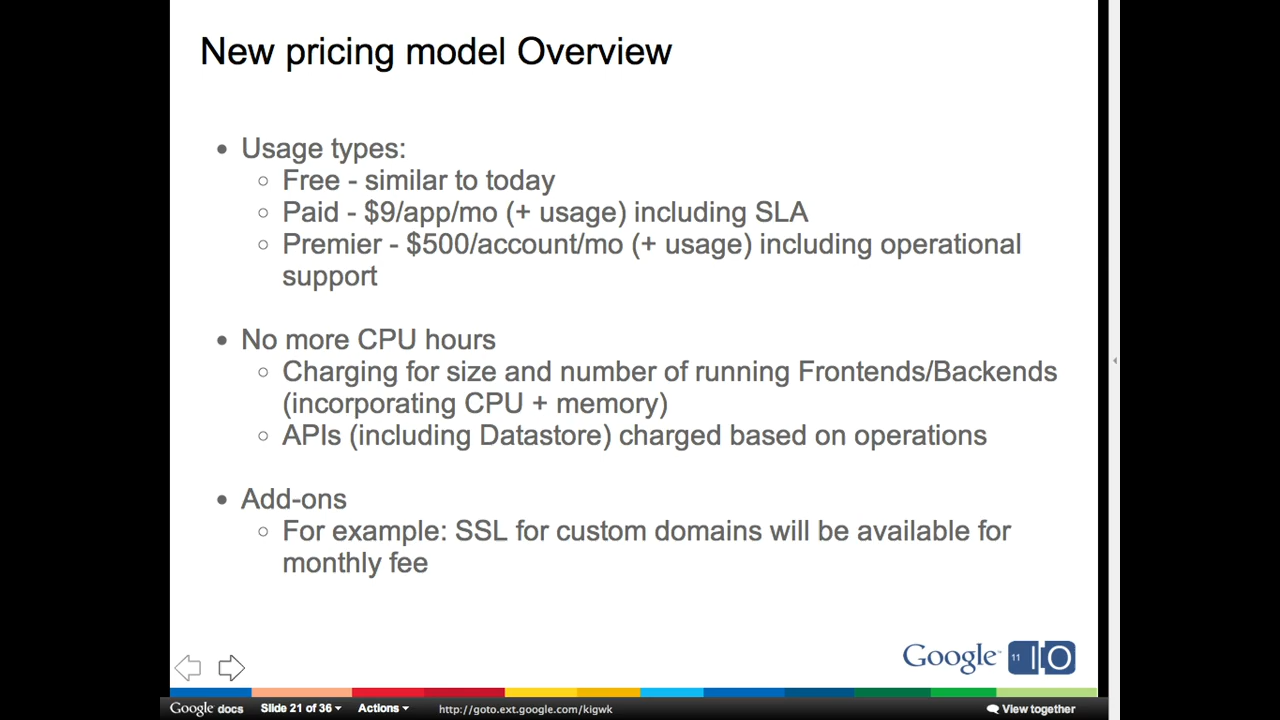 New pricing model Overview
• Usage types:
○ Free - similar to today
○ Paid - $9/app/mo (+ usage) including SLA
○ Premier - $500/account/mo (+ usage) including operational
support
• No more CPU hours
○ Charging for size and number of running Frontends/Backends
(incorporating CPU + memory)
○ APIs (including Datastore) charged based on operations
• Add-ons
○ For example: SSL for custom domains will be available for
monthly fee
Google™ 11 IO
Google docs Slide 21 of 36 Actions http://goto.ext.google.com/kigwk View together